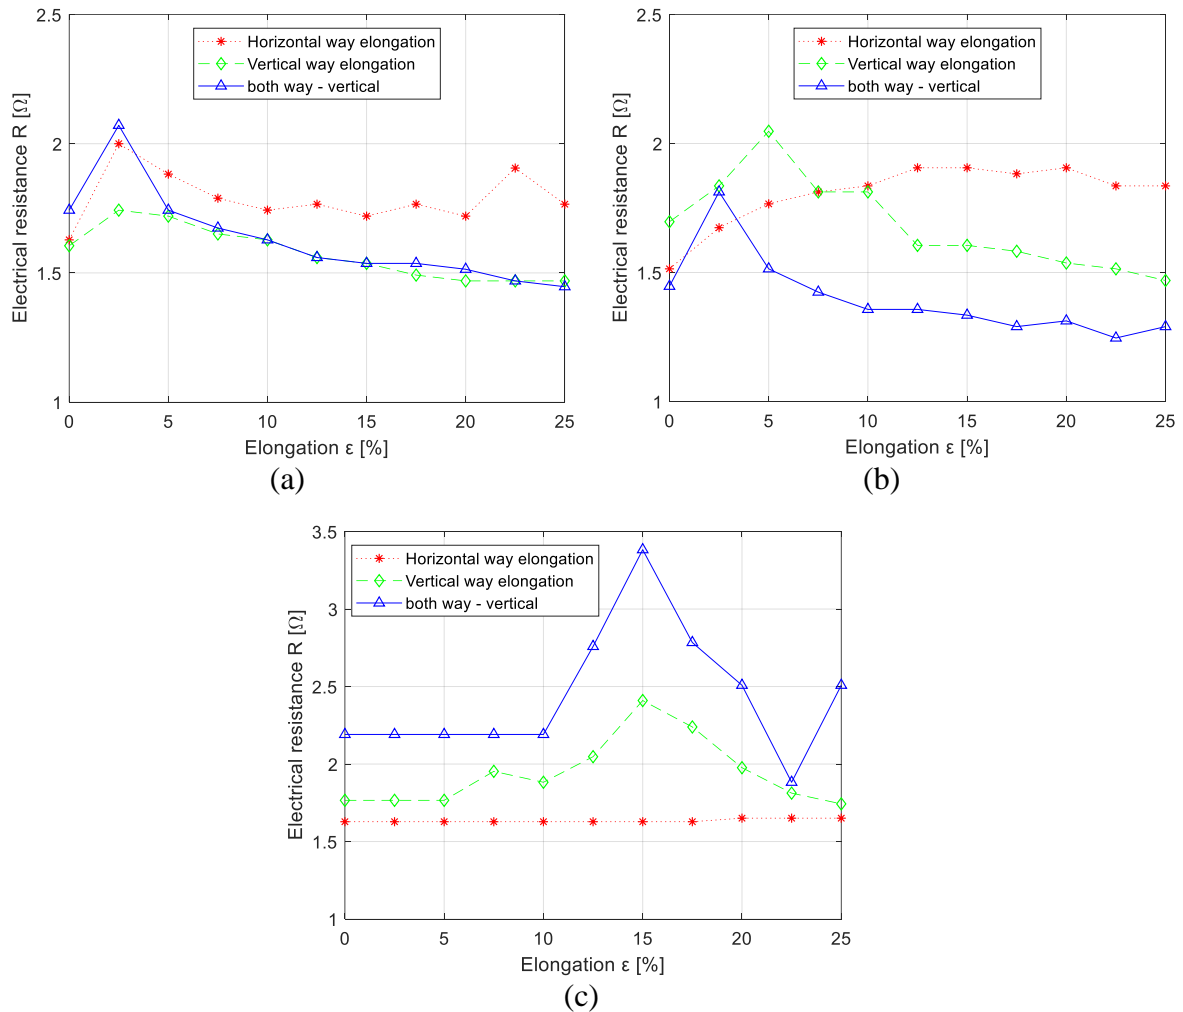 2.5
2
1.5
1
Electrical resistance R [Ω]
Horizontal way elongation
Vertical way elongation
both way - vertical
0 5 10 15 20 25
Elongation ε [%]
(a)
2.5
2
1.5
1
Electrical resistance R [Ω]
Horizontal way elongation
Vertical way elongation
both way - vertical
0 5 10 15 20 25
Elongation ε [%]
(b)
3.5
3
2.5
2
1.5
1
Electrical resistance R [Ω]
Horizontal way elongation
Vertical way elongation
both way - vertical
0 5 10 15 20 25
Elongation ε [%]
(c)